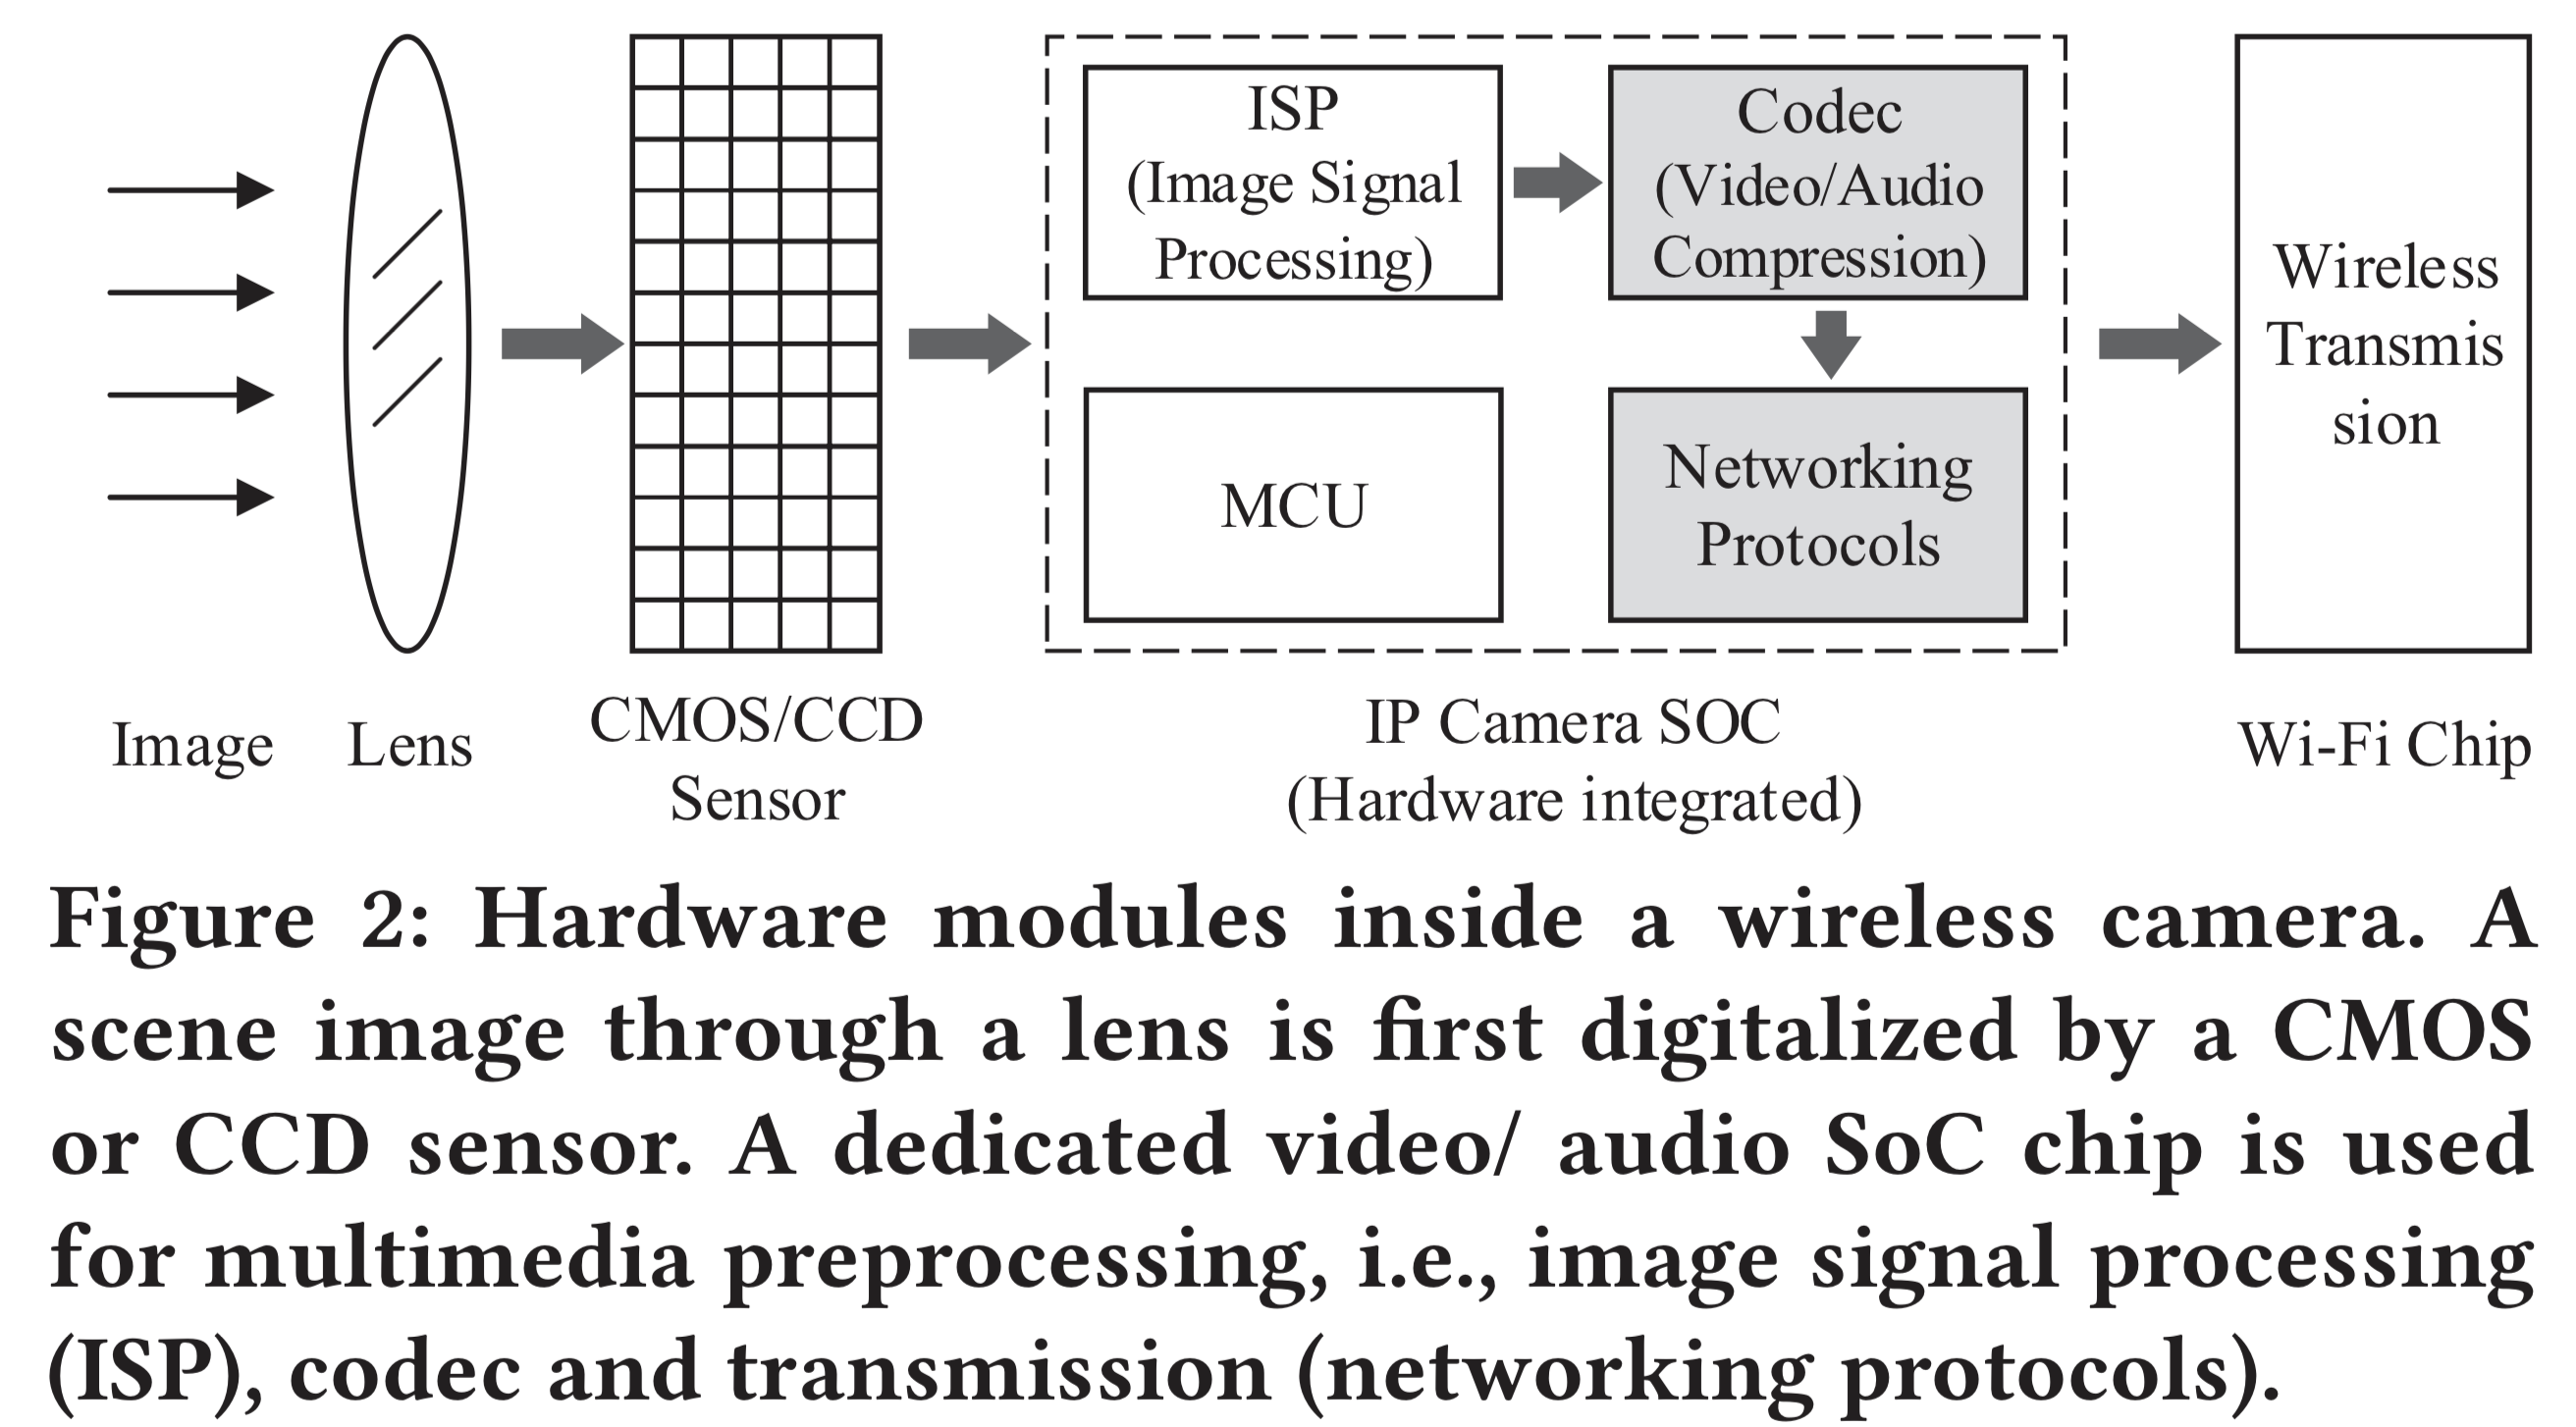 ISP
(Image Signal
Processing)
Codec
(Video/Audio
Compression)
MCU
Networking
Protocols
Wireless
Transmis
sion
Image
Lens
CMOS/CCD
Sensor
IP Camera SOC
(Hardware integrated)
Wi-Fi Chip
Figure 2: Hardware modules inside a wireless camera. A
scene image through a lens is first digitalized by a CMOS
or CCD sensor. A dedicated video/ audio SoC chip is used
for multimedia preprocessing, i.e., image signal processing
(ISP), codec and transmission (networking protocols).